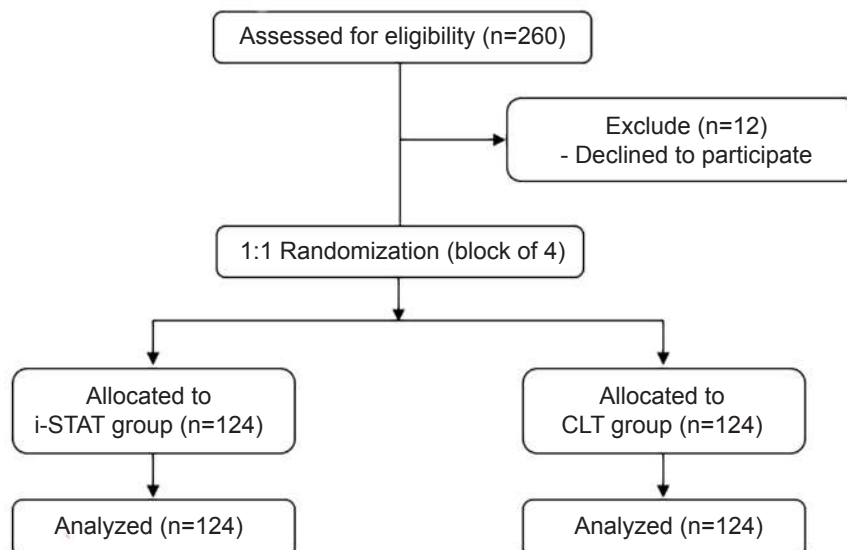 Assessed for eligibility (n=260)
Exclude (n=12)
- Declined to participate
1:1 Randomization (block of 4)
Allocated to
i-STAT group (n=124)
Allocated to
CLT group (n=124)
Analyzed (n=124)
Analyzed (n=124)